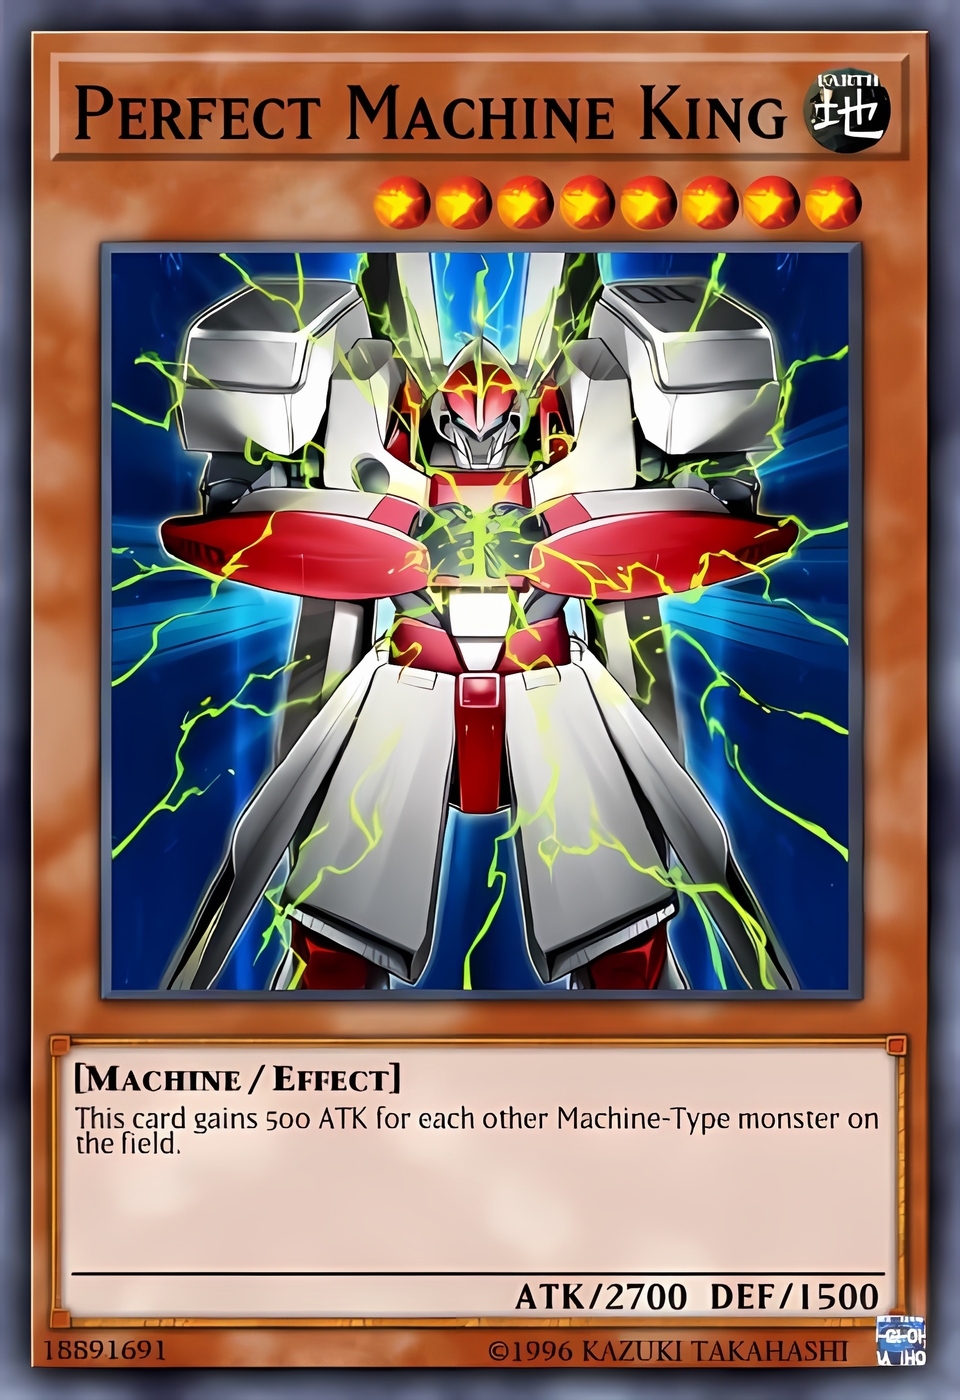 PERFECT MACHINE KING
EARTH
地
[MACHINE / EFFECT]
This card gains 500 ATK for each other Machine-Type monster on
the field.
ATK/2700 DEF/1500
18891691
©1996 KAZUKI TAKAHASHI